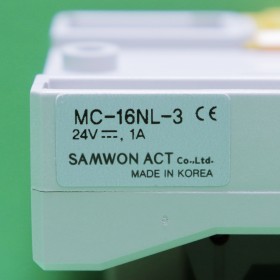 MC-16NL-3 CE
24V⎓, 1A
SAMWON ACT Co.,Ltd.
MADE IN KOREA